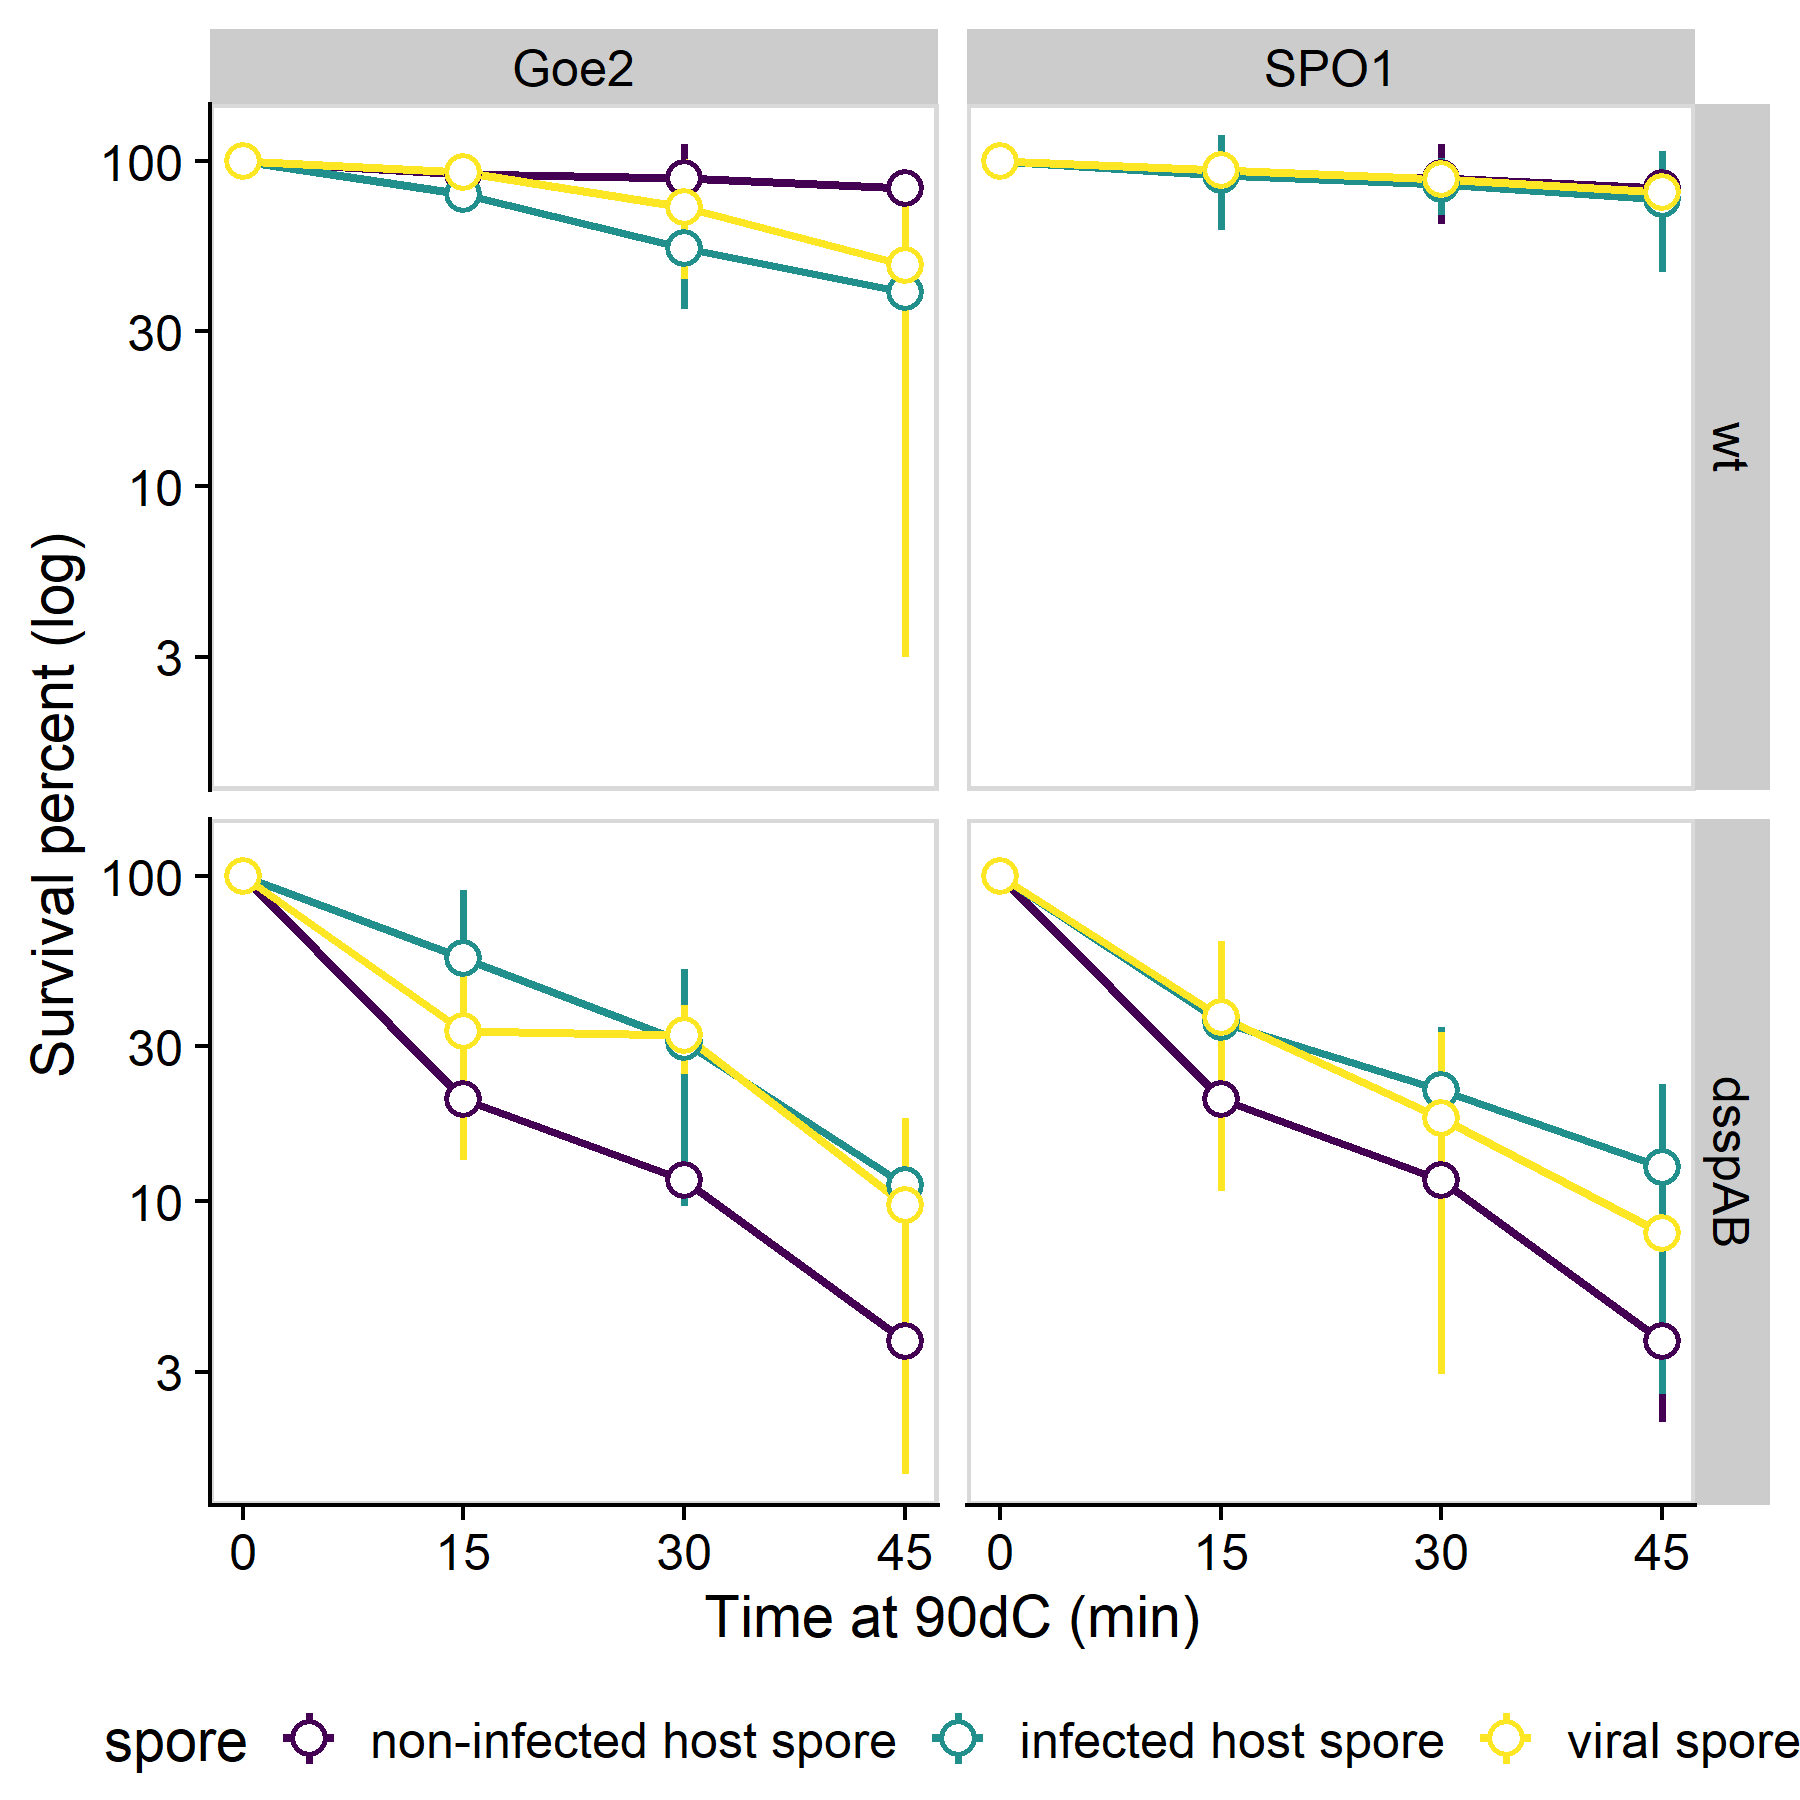 Goe2 SPO1
100
30
10
3
wt
Survival percent (log)
100
30
10
3
dsspAB
0 15 30 45 0 15 30 45
Time at 90dC (min)
spore non-infected host spore infected host spore viral spore